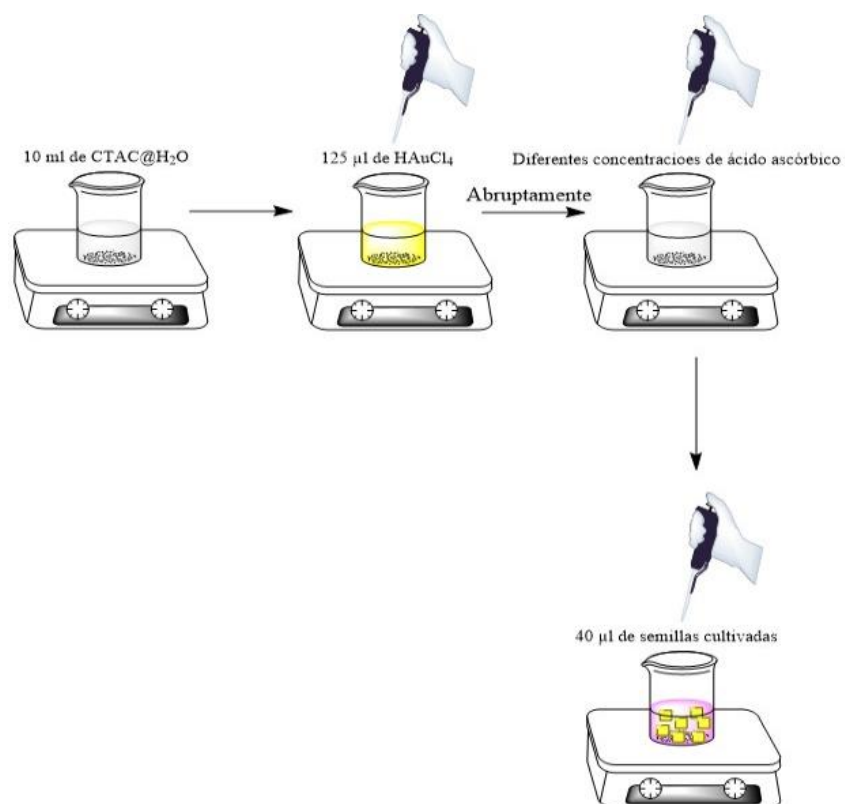 10 ml de CTAC@H₂O
125 µl de HAuCl₄
Abruptamente
Diferentes concentracioes de ácido ascórbico
40 µl de semillas cultivadas